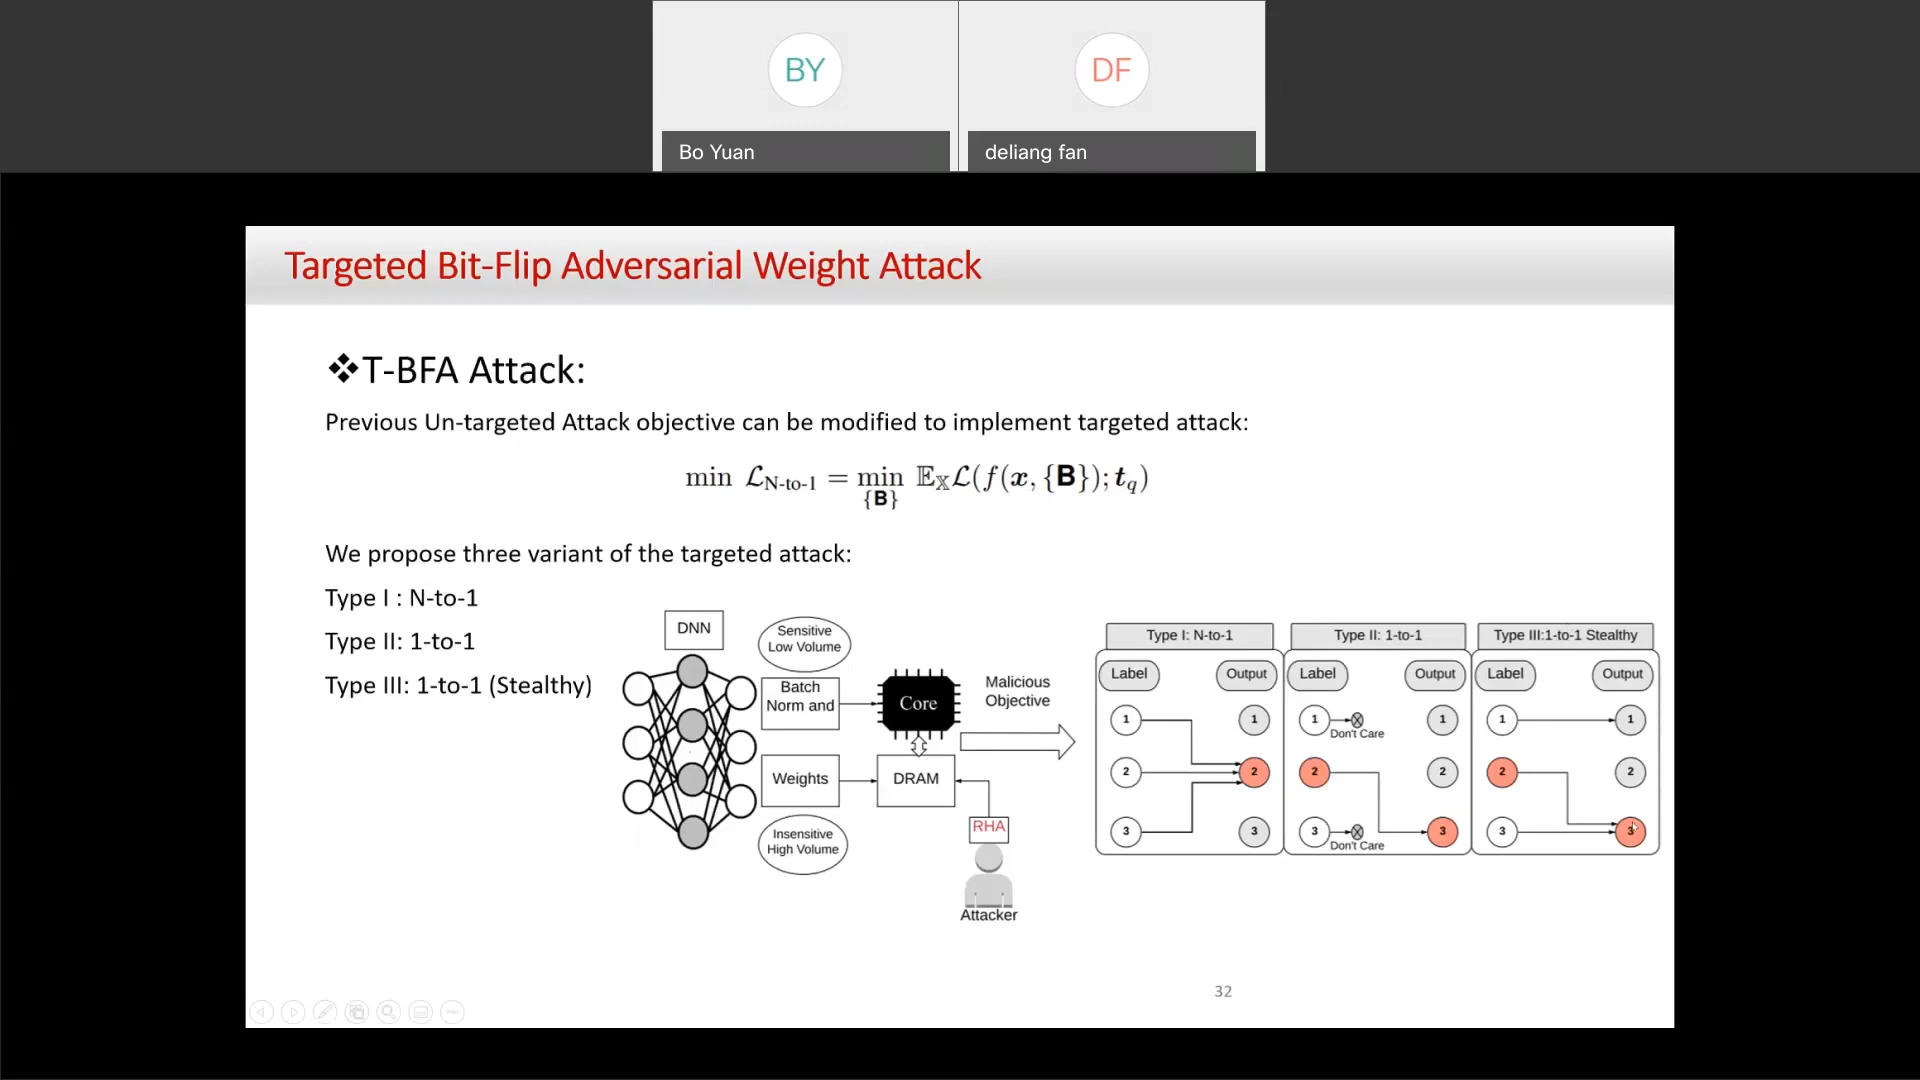 BY
DF
Bo Yuan
deliang fan
Targeted Bit-Flip Adversarial Weight Attack
❖T-BFA Attack:
Previous Un-targeted Attack objective can be modified to implement targeted attack:
min ℒ_N-to-1 = min_{B} 𝔼_𝕏 ℒ(f(x, {B}); t_q)
We propose three variant of the targeted attack:
Type I : N-to-1
Type II: 1-to-1
Type III: 1-to-1 (Stealthy)
DNN
Sensitive
Low Volume
Batch
Norm and
Core
Weights
DRAM
Insensitive
High Volume
RHA
Attacker
Malicious
Objective
Type I: N-to-1
Label
Output
1
1
2
2
3
3
Type II: 1-to-1
Label
Output
1
Don't Care
1
2
2
3
Don't Care
3
Type III:1-to-1 Stealthy
Label
Output
1
1
2
2
3
3
32